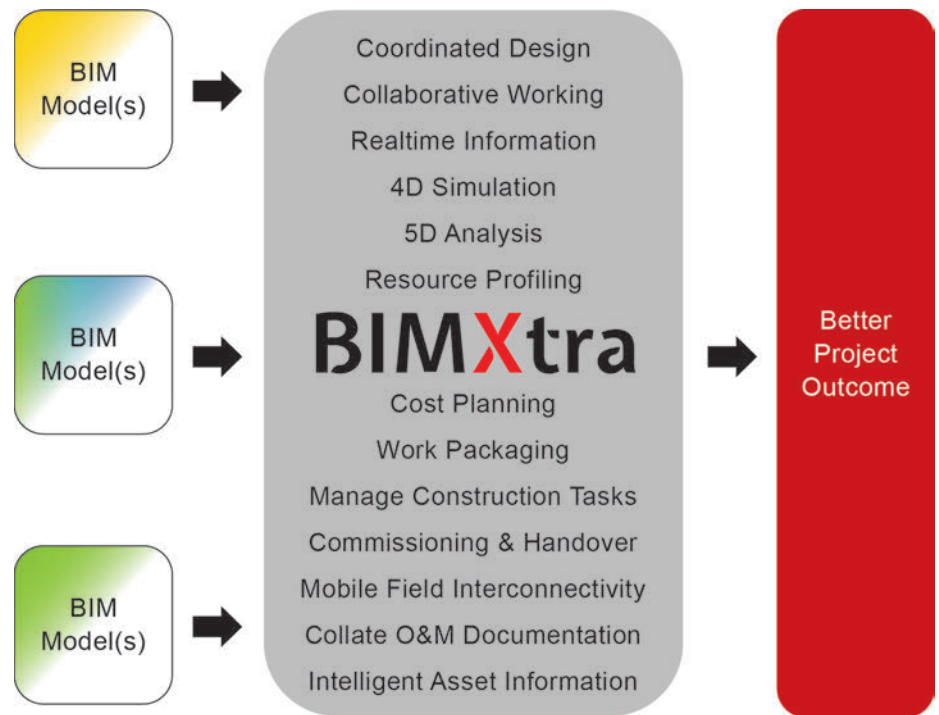 BIM
Model(s)
BIM
Model(s)
BIM
Model(s)
Coordinated Design
Collaborative Working
Realtime Information
4D Simulation
5D Analysis
Resource Profiling
BIMXtra
Cost Planning
Work Packaging
Manage Construction Tasks
Commissioning & Handover
Mobile Field Interconnectivity
Collate O&M Documentation
Intelligent Asset Information
Better
Project
Outcome